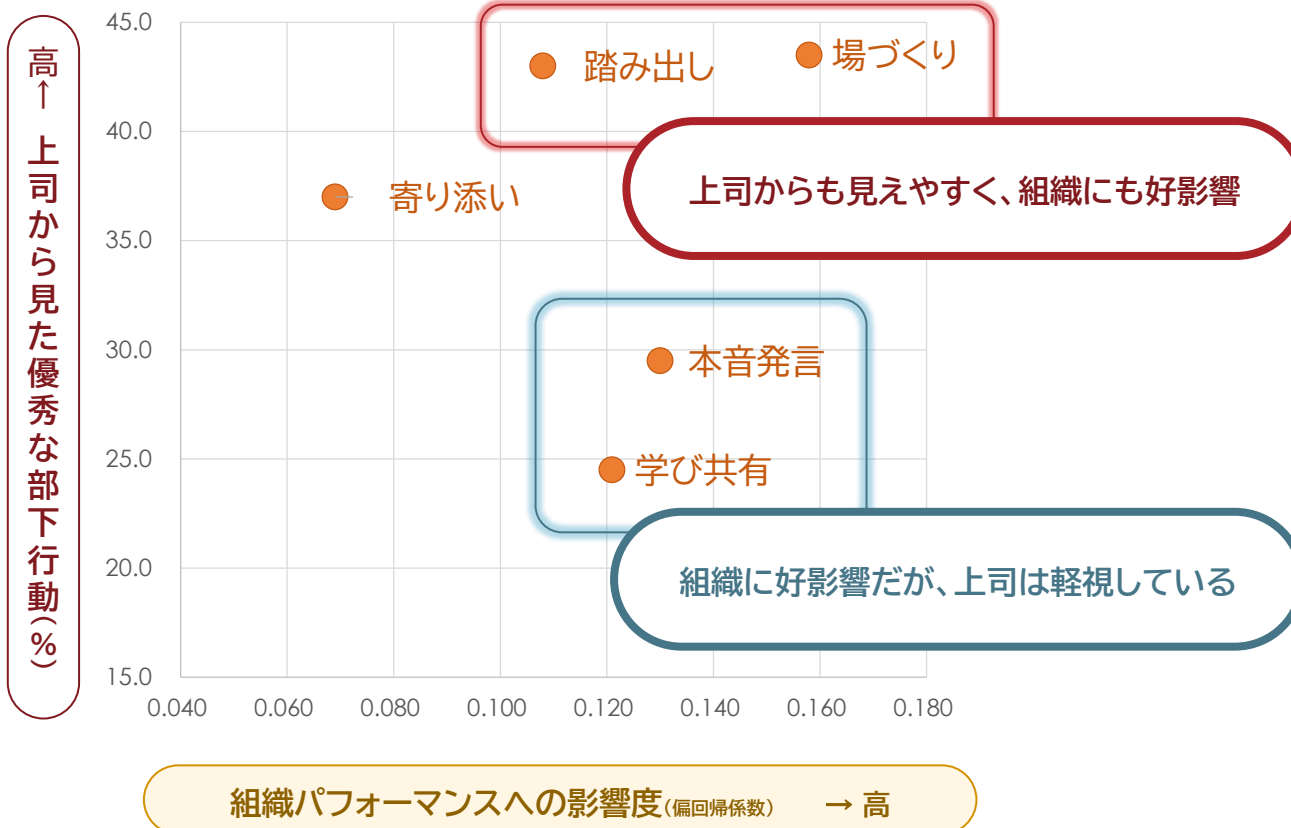 高↑ 上司から見た優秀な部下行動(%)
45.0
40.0
35.0
30.0
25.0
20.0
15.0
踏み出し
場づくり
上司からも見えやすく、組織にも好影響
寄り添い
本音発言
学び共有
組織に好影響だが、上司は軽視している
0.040 0.060 0.080 0.100 0.120 0.140 0.160 0.180
組織パフォーマンスへの影響度(偏回帰係数) → 高